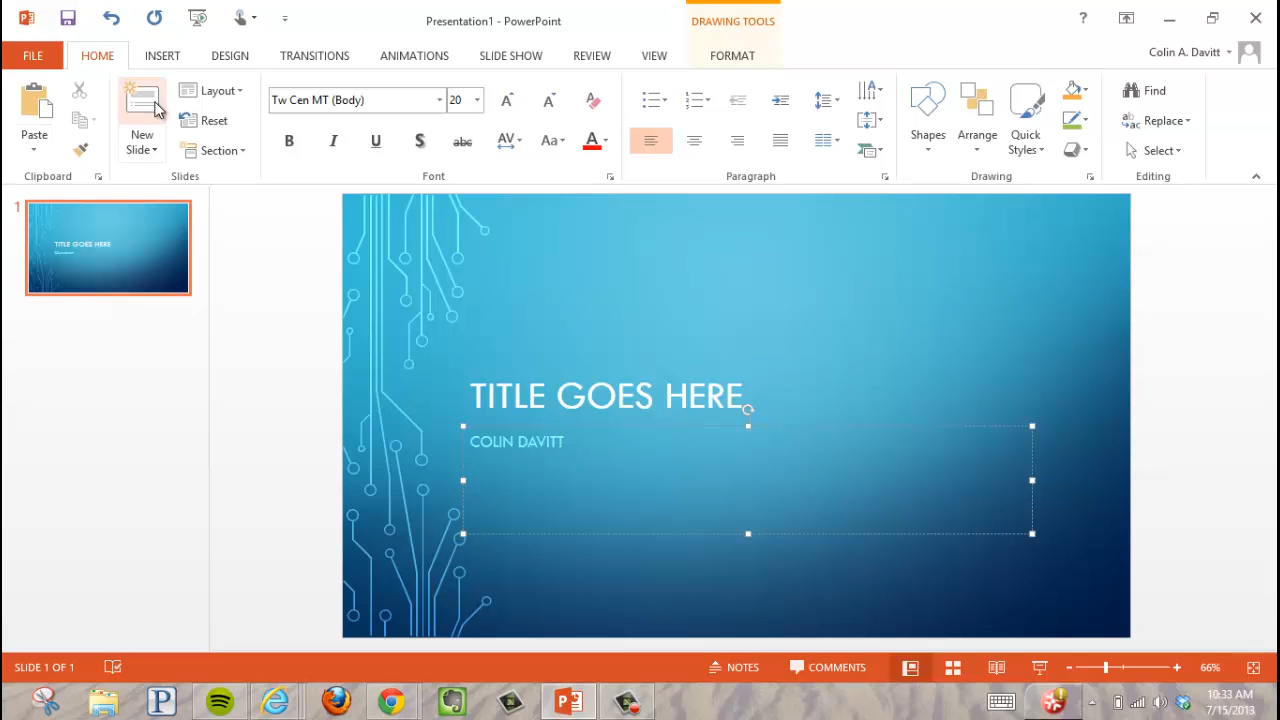 Presentation1 - PowerPoint
DRAWING TOOLS
?
FILE
HOME
INSERT
DESIGN
TRANSITIONS
ANIMATIONS
SLIDE SHOW
REVIEW
VIEW
FORMAT
Colin A. Davitt
Paste
Clipboard
New
Slide
Layout
Reset
Section
Slides
Tw Cen MT (Body)
20
A A
B I U S abc AV Aa A
Font
Paragraph
Shapes
Arrange
Quick
Styles
Drawing
Find
Replace
Select
Editing
1
TITLE GOES HERE
TITLE GOES HERE
COLIN DAVITT
SLIDE 1 OF 1
NOTES
COMMENTS
66%
10:33 AM
7/15/2013